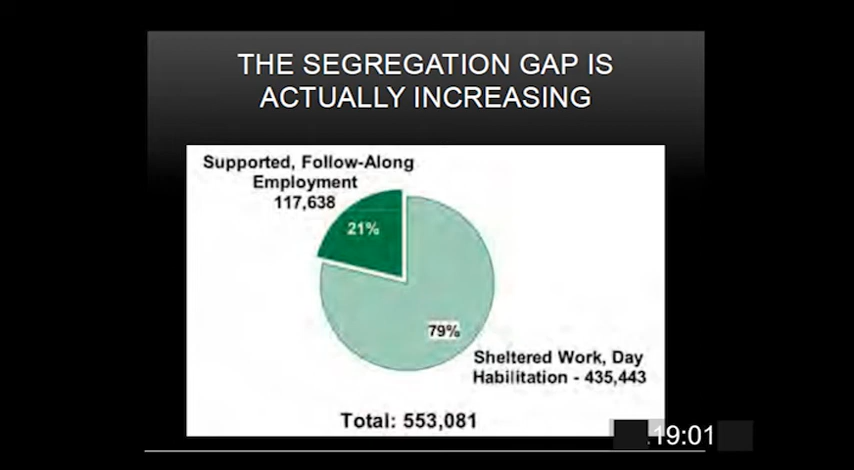 THE SEGREGATION GAP IS
ACTUALLY INCREASING
Supported, Follow-Along
Employment
117,638
21%
79%
Sheltered Work, Day
Habilitation - 435,443
Total: 553,081
19:01